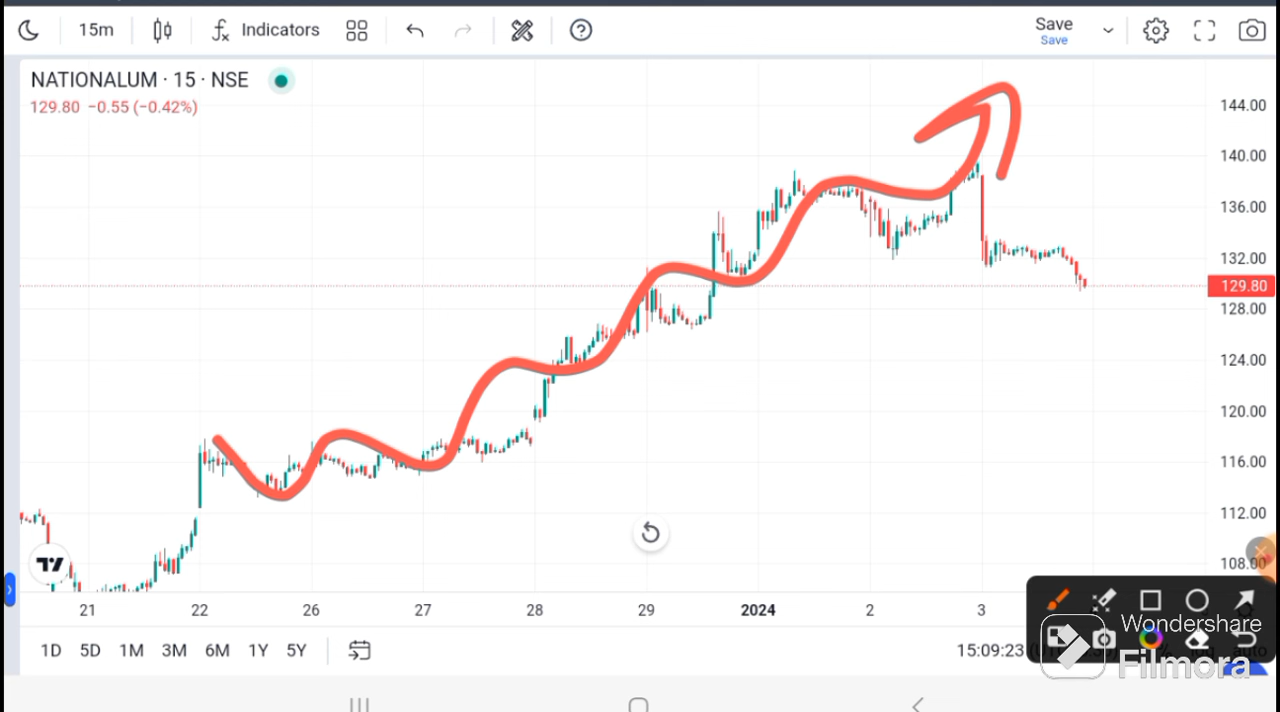 15m Indicators Save
Save
NATIONALUM · 15 · NSE
129.80 −0.55 (−0.42%)
144.00
140.00
136.00
132.00
129.80
128.00
124.00
120.00
116.00
112.00
108.00
21 22 26 27 28 29 2024 2 3
1D 5D 1M 3M 6M 1Y 5Y 15:09:23
Wondershare
Filmora